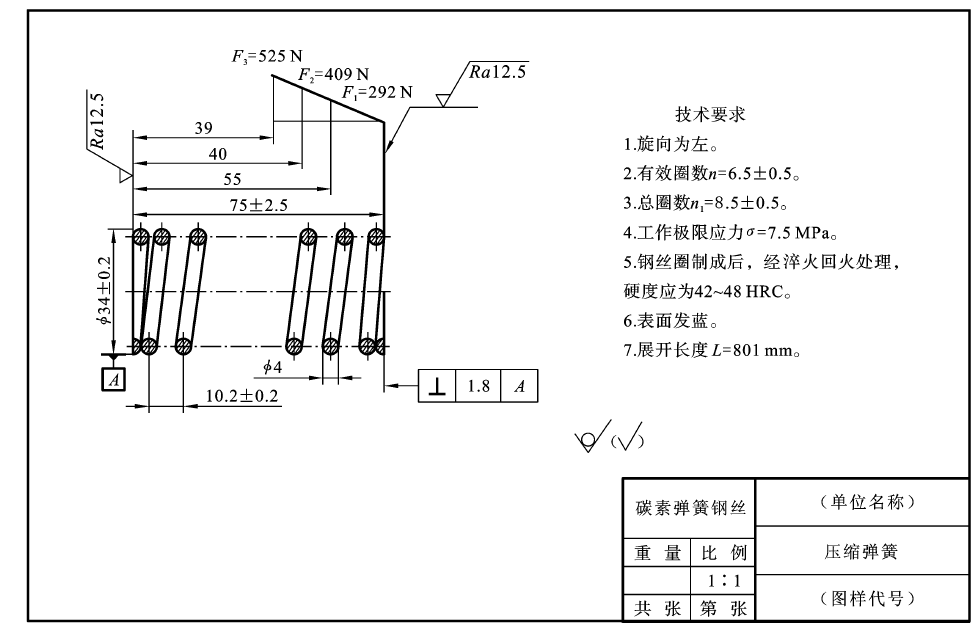 F₃=525 N
F₂=409 N
F₁=292 N
Ra12.5
Ra12.5
39
40
55
75±2.5
ϕ34±0.2
ϕ4
10.2±0.2
A
⊥ 1.8 A
技术要求
1.旋向为左。
2.有效圈数n=6.5±0.5。
3.总圈数n₁=8.5±0.5。
4.工作极限应力σ=7.5 MPa。
5.钢丝圈制成后，经淬火回火处理，
硬度应为42~48 HRC。
6.表面发蓝。
7.展开长度L=801 mm。
(√)
碳素弹簧钢丝
（单位名称）
重量 比例
压缩弹簧
1∶1
（图样代号）
共 张 第 张